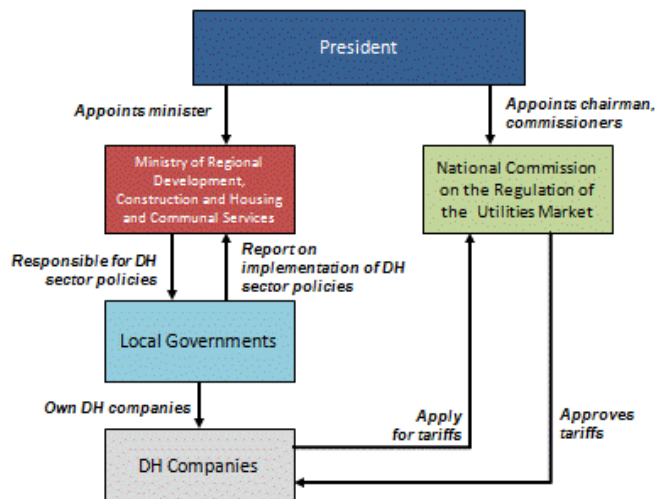 President
Appoints minister
Appoints chairman,
commissioners
Ministry of Regional
Development,
Construction and Housing
and Communal Services
National Commission
on the Regulation of
the Utilities Market
Responsible for DH
sector policies
Report on
implementation of DH
sector policies
Local Governments
Own DH companies
Apply
for tariffs
Approves
tariffs
DH Companies